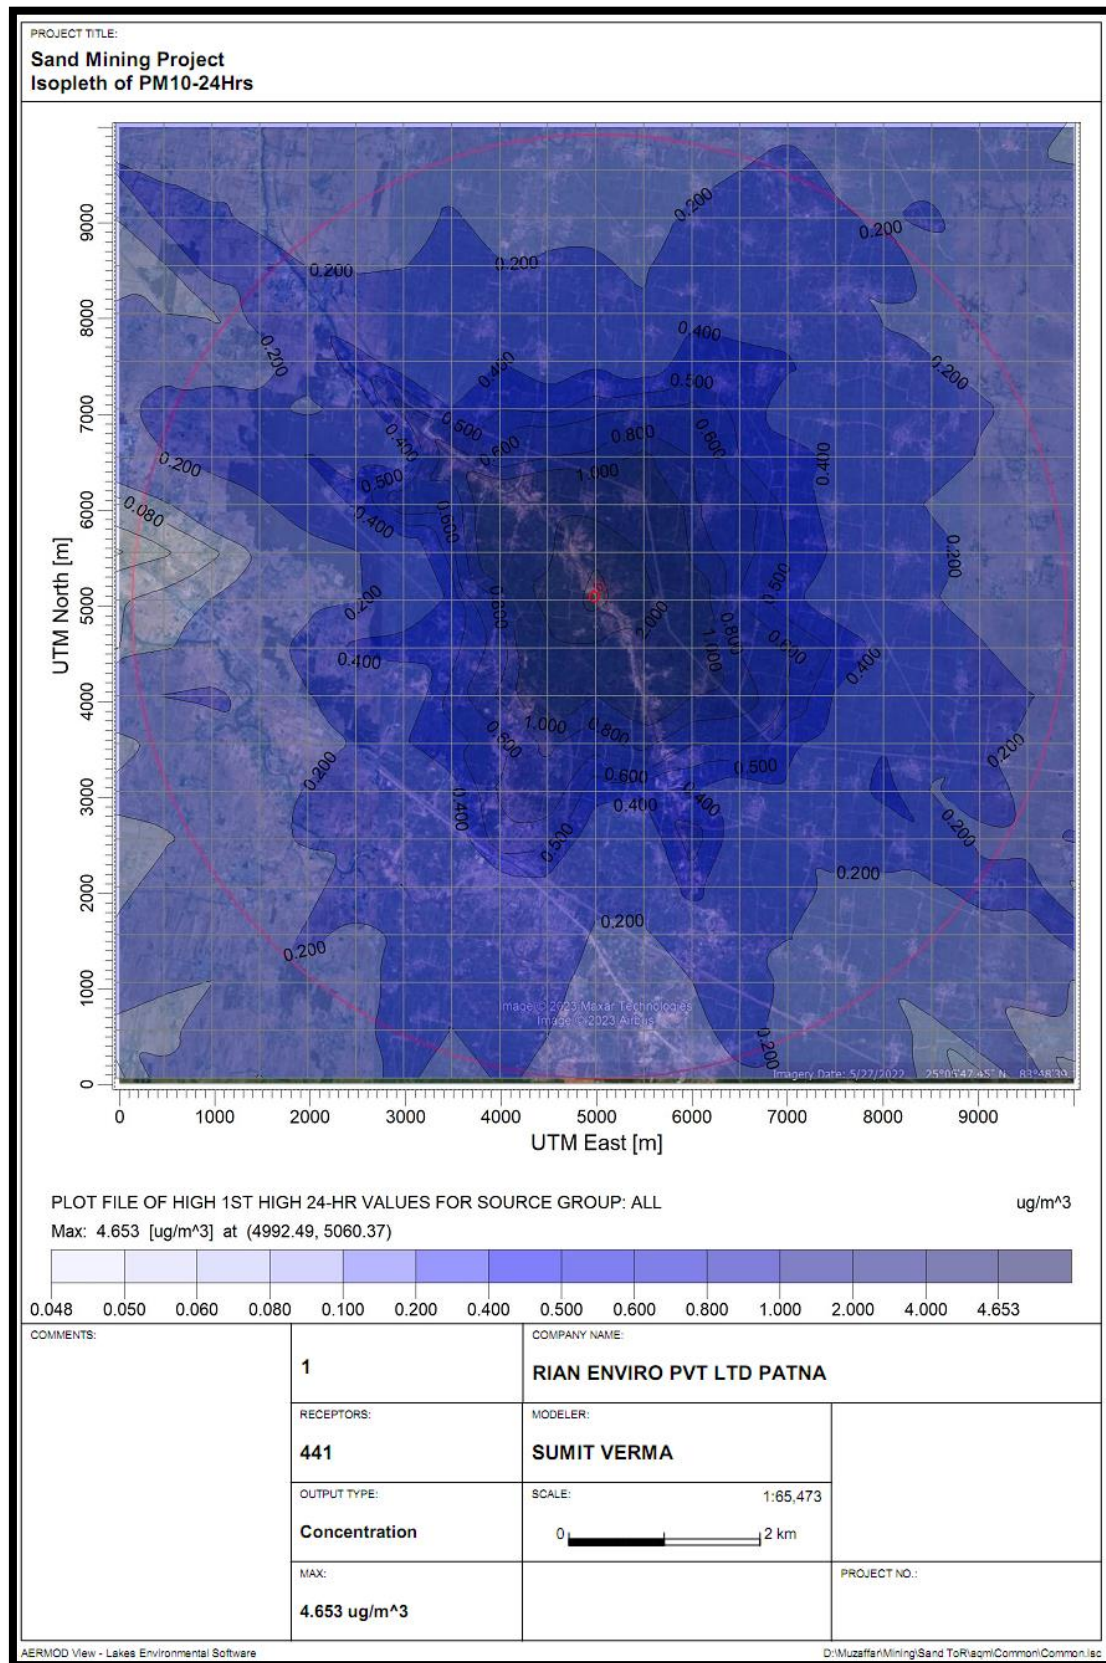 PROJECT TITLE:
Sand Mining Project
Isopleth of PM10-24Hrs
0.200
0.200
0.200
0.200
0.400
0.200
0.400
0.500
0.200
0.500
0.800
0.600
0.400
0.600
0.400
0.200
0.500
1.000
0.080
0.400
0.600
0.200
0.500
0.200
0.600
2.000
0.800
1.000
0.600
0.400
0.400
1.000
0.800
0.600
0.200
0.200
0.600
0.500
0.400
0.400
0.400
0.200
0.500
0.200
0.200
0.200
0.200
UTM North [m]
9000
8000
7000
6000
5000
4000
3000
2000
1000
0
Image © 2023 Maxar Technologies
Image © 2023 Airbus
Imagery Date: 5/27/2022
0 1000 2000 3000 4000 5000 6000 7000 8000 9000
UTM East [m]
PLOT FILE OF HIGH 1ST HIGH 24-HR VALUES FOR SOURCE GROUP: ALL ug/m^3
Max: 4.653 [ug/m^3] at (4992.49, 5060.37)
0.048 0.050 0.060 0.080 0.100 0.200 0.400 0.500 0.600 0.800 1.000 2.000 4.000 4.653
COMMENTS:
1
COMPANY NAME:
RIAN ENVIRO PVT LTD PATNA
RECEPTORS:
441
MODELER:
SUMIT VERMA
OUTPUT TYPE:
Concentration
SCALE: 1:65,473
0 2 km
MAX:
4.653 ug/m^3
PROJECT NO.:
AERMOD View - Lakes Environmental Software
D:\Muzaffar\Mining\Sand ToR\aqm\Common\Common.isc